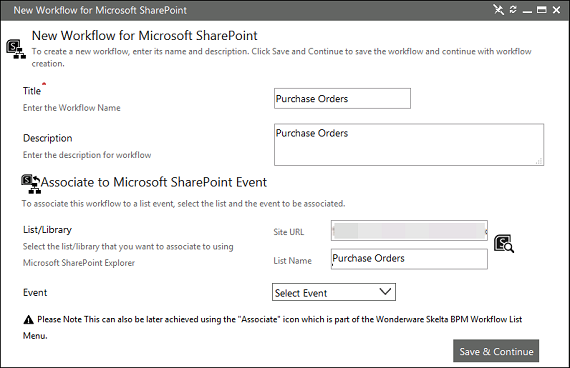 New Workflow for Microsoft SharePoint
New Workflow for Microsoft SharePoint
To create a new workflow, enter its name and description. Click Save and Continue to save the workflow and continue with workflow
creation.
Title *
Enter the Workflow Name
Purchase Orders
Description
Enter the description for workflow
Purchase Orders
Associate to Microsoft SharePoint Event
To associate this workflow to a list event, select the list and the event to be associated.
List/Library
Select the list/library that you want to associate to using
Microsoft SharePoint Explorer
Site URL
List Name
Purchase Orders
Event
Select Event
Please Note This can also be later achieved using the "Associate" icon which is part of the Wonderware Skelta BPM Workflow List
Menu.
Save & Continue